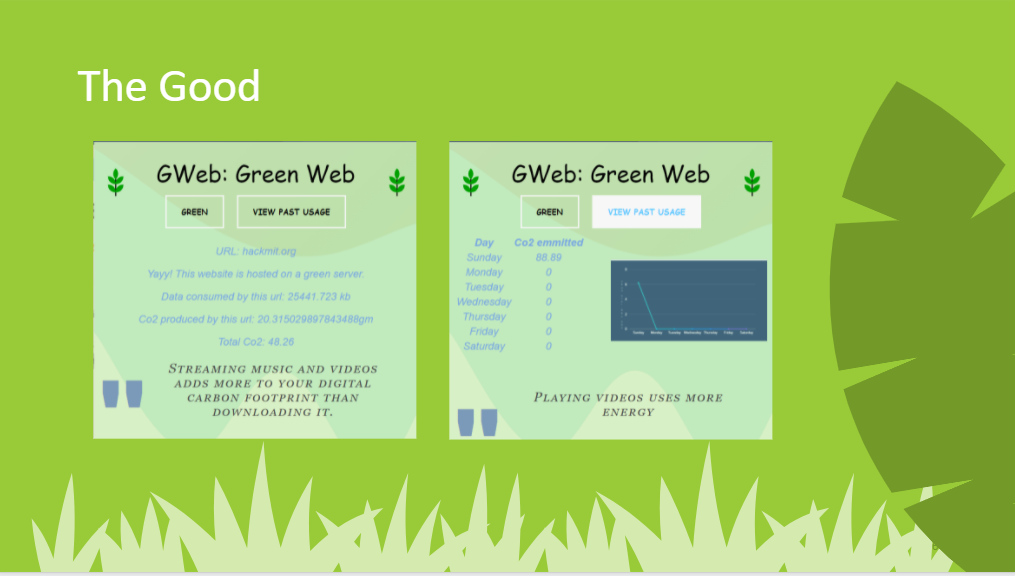 The Good
GWeb: Green Web
GREEN VIEW PAST USAGE
URL: hackmit.org
Yayy! This website is hosted on a green server.
Data consumed by this url: 25441.723 kb
Co2 produced by this url: 20.315029897843488gm
Total Co2: 48.26
STREAMING MUSIC AND VIDEOS
ADDS MORE TO YOUR DIGITAL
CARBON FOOTPRINT THAN
DOWNLOADING IT.
GWeb: Green Web
GREEN VIEW PAST USAGE
Day Co2 emmitted
Sunday 88.89
Monday 0
Tuesday 0
Wednesday 0
Thursday 0
Friday 0
Saturday 0
Sunday Monday Tuesday Wednesday Thursday Friday Saturday
PLAYING VIDEOS USES MORE
ENERGY